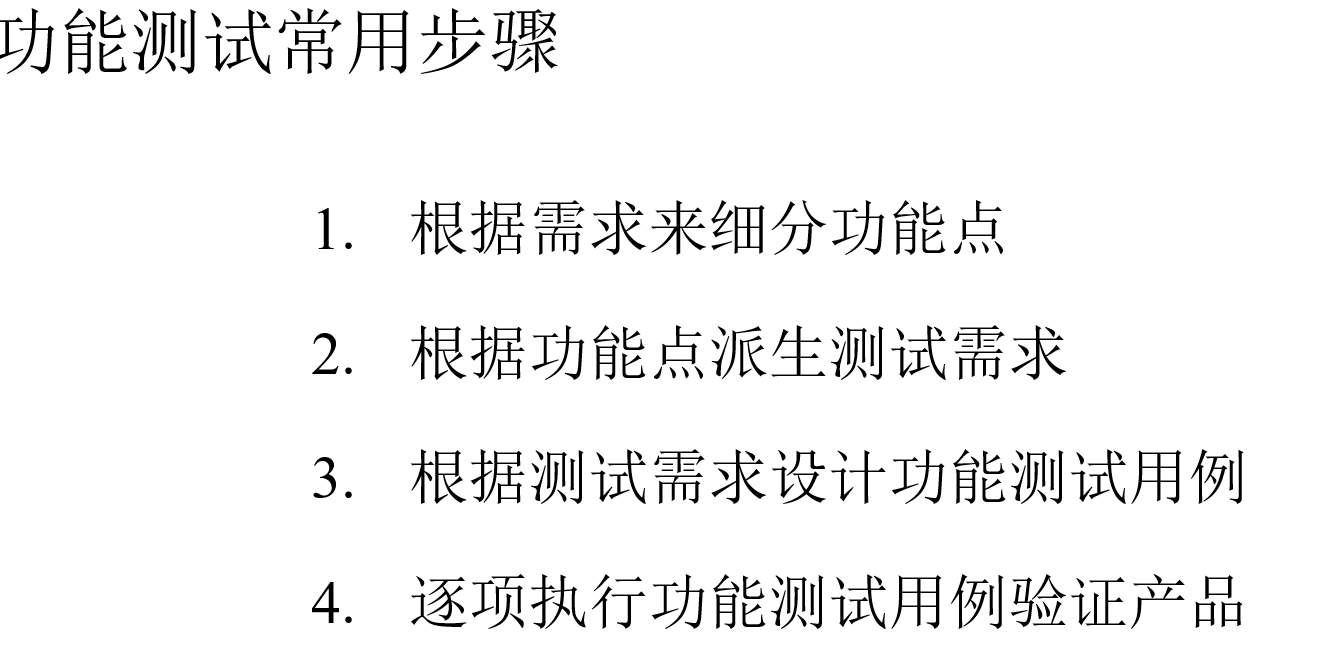 功能测试常用步骤
1. 根据需求来细分功能点
2. 根据功能点派生测试需求
3. 根据测试需求设计功能测试用例
4. 逐项执行功能测试用例验证产品